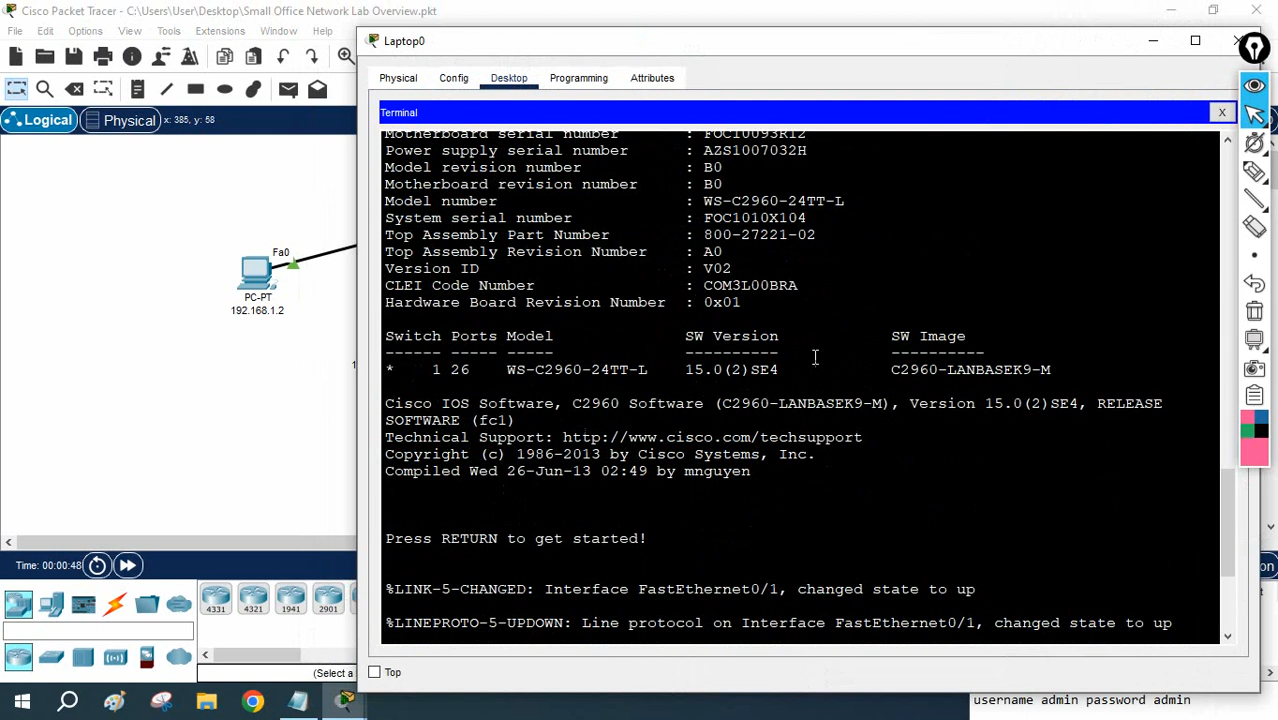 Cisco Packet Tracer - C:\Users\User\Desktop\Small Office Network Lab Overview.pkt
File Edit Options View Tools Extensions Window Help
Logical Physical x: 385, y: 58
Fa0
PC-PT
192.168.1.2
1
Time: 00:00:48
4331 4321 1941 2901
(Select a
Laptop0
Physical Config Desktop Programming Attributes
Terminal X
Motherboard serial number : FOC10093R12
Power supply serial number : AZS1007032H
Model revision number : B0
Motherboard revision number : B0
Model number : WS-C2960-24TT-L
System serial number : FOC1010X104
Top Assembly Part Number : 800-27221-02
Top Assembly Revision Number : A0
Version ID : V02
CLEI Code Number : COM3L00BRA
Hardware Board Revision Number : 0x01
Switch Ports Model SW Version SW Image
------ ----- ----- ---------- ----------
* 1 26 WS-C2960-24TT-L 15.0(2)SE4 C2960-LANBASEK9-M
Cisco IOS Software, C2960 Software (C2960-LANBASEK9-M), Version 15.0(2)SE4, RELEASE
SOFTWARE (fc1)
Technical Support: http://www.cisco.com/techsupport
Copyright (c) 1986-2013 by Cisco Systems, Inc.
Compiled Wed 26-Jun-13 02:49 by mnguyen
Press RETURN to get started!
%LINK-5-CHANGED: Interface FastEthernet0/1, changed state to up
%LINEPROTO-5-UPDOWN: Line protocol on Interface FastEthernet0/1, changed state to up
Top
username admin password admin